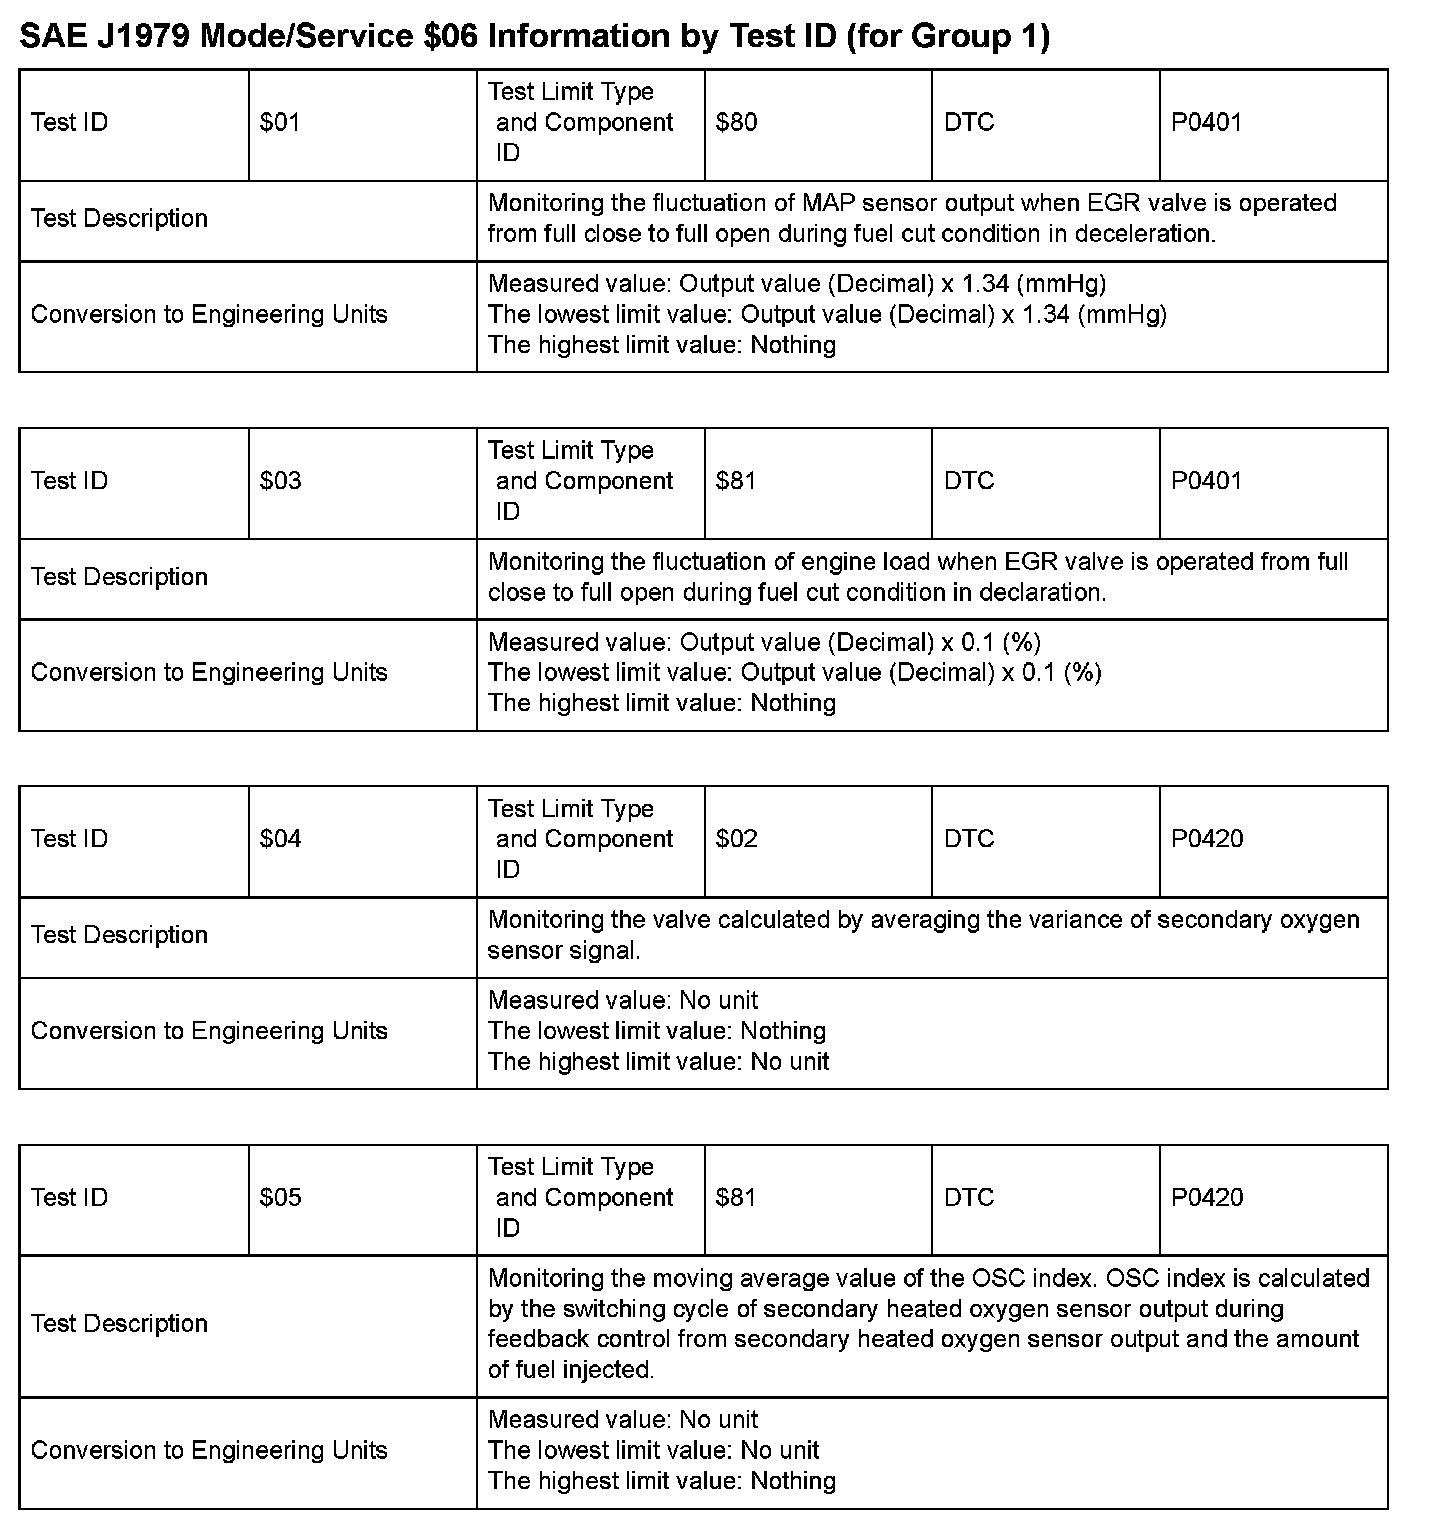 SAE J1979 Mode/Service $06 Information by Test ID (for Group 1)
Test ID
$01
Test Limit Type
and Component
ID
$80
DTC
P0401
Test Description
Monitoring the fluctuation of MAP sensor output when EGR valve is operated
from full close to full open during fuel cut condition in deceleration.
Conversion to Engineering Units
Measured value: Output value (Decimal) x 1.34 (mmHg)
The lowest limit value: Output value (Decimal) x 1.34 (mmHg)
The highest limit value: Nothing
Test ID
$03
Test Limit Type
and Component
ID
$81
DTC
P0401
Test Description
Monitoring the fluctuation of engine load when EGR valve is operated from full
close to full open during fuel cut condition in declaration.
Conversion to Engineering Units
Measured value: Output value (Decimal) x 0.1 (%)
The lowest limit value: Output value (Decimal) x 0.1 (%)
The highest limit value: Nothing
Test ID
$04
Test Limit Type
and Component
ID
$02
DTC
P0420
Test Description
Monitoring the valve calculated by averaging the variance of secondary oxygen
sensor signal.
Conversion to Engineering Units
Measured value: No unit
The lowest limit value: Nothing
The highest limit value: No unit
Test ID
$05
Test Limit Type
and Component
ID
$81
DTC
P0420
Test Description
Monitoring the moving average value of the OSC index. OSC index is calculated
by the switching cycle of secondary heated oxygen sensor output during
feedback control from secondary heated oxygen sensor output and the amount
of fuel injected.
Conversion to Engineering Units
Measured value: No unit
The lowest limit value: No unit
The highest limit value: Nothing